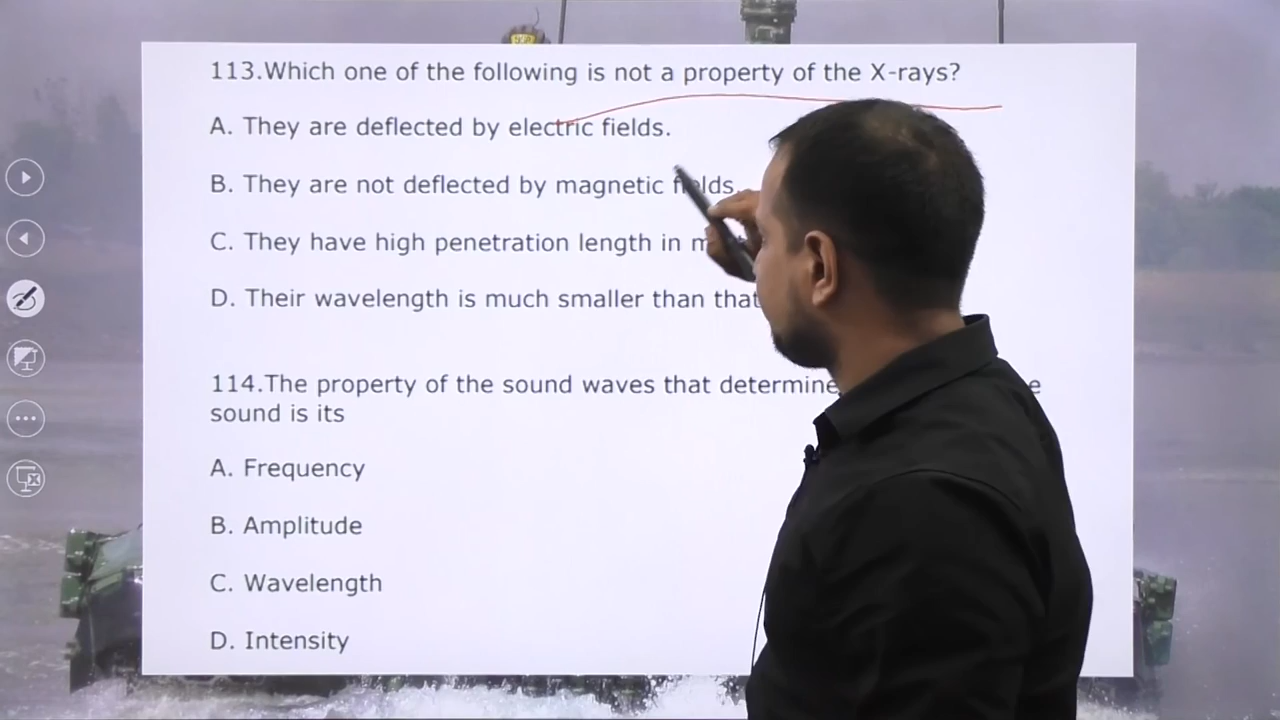 113.Which one of the following is not a property of the X-rays?
A. They are deflected by electric fields.
B. They are not deflected by magnetic fields.
C. They have high penetration length in
D. Their wavelength is much smaller than that
114.The property of the sound waves that
sound is its
A. Frequency
B. Amplitude
C. Wavelength
D. Intensity